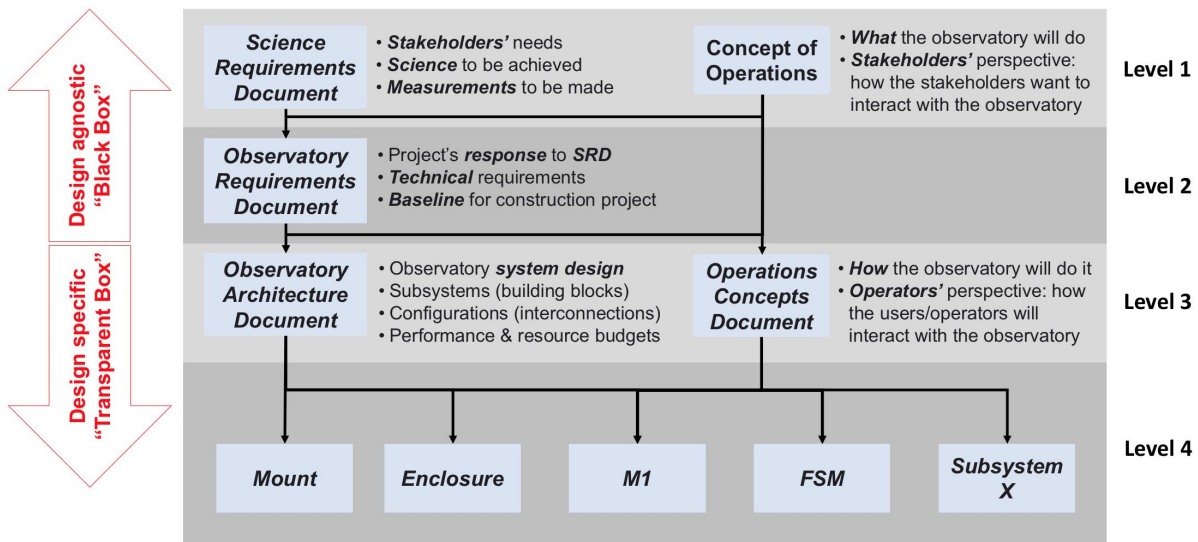 Design agnostic
“Black Box”
Design specific
“Transparent Box”
Science
Requirements
Document
• Stakeholders’ needs
• Science to be achieved
• Measurements to be made
Concept of
Operations
• What the observatory will do
• Stakeholders’ perspective:
how the stakeholders want to
interact with the observatory
Level 1
Observatory
Requirements
Document
• Project’s response to SRD
• Technical requirements
• Baseline for construction project
Level 2
Observatory
Architecture
Document
• Observatory system design
• Subsystems (building blocks)
• Configurations (interconnections)
• Performance & resource budgets
Operations
Concepts
Document
• How the observatory will do it
• Operators’ perspective: how
the users/operators will
interact with the observatory
Level 3
Mount
Enclosure
M1
FSM
Subsystem
X
Level 4